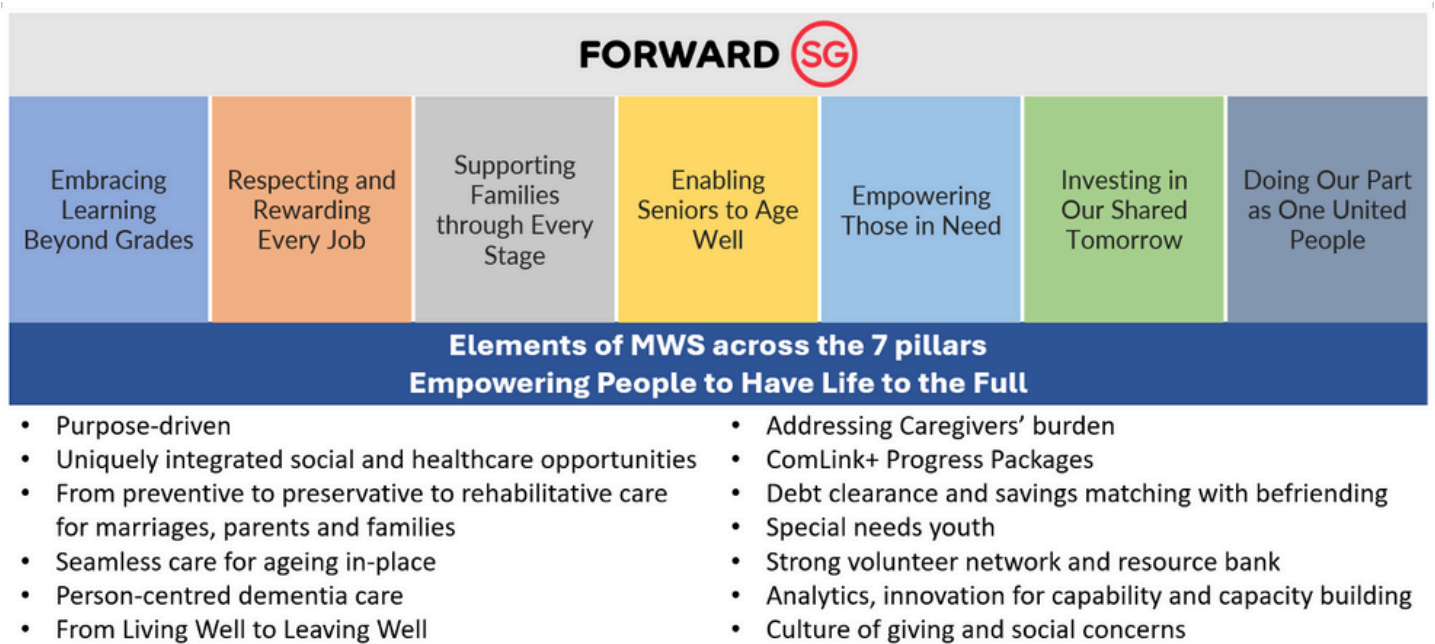 FORWARD SG
Embracing
Learning
Beyond Grades
Respecting and
Rewarding
Every Job
Supporting
Families
through Every
Stage
Enabling
Seniors to Age
Well
Empowering
Those in Need
Investing in
Our Shared
Tomorrow
Doing Our Part
as One United
People
Elements of MWS across the 7 pillars
Empowering People to Have Life to the Full
• Purpose-driven
• Uniquely integrated social and healthcare opportunities
• From preventive to preservative to rehabilitative care
for marriages, parents and families
• Seamless care for ageing in-place
• Person-centred dementia care
• From Living Well to Leaving Well
• Addressing Caregivers’ burden
• ComLink+ Progress Packages
• Debt clearance and savings matching with befriending
• Special needs youth
• Strong volunteer network and resource bank
• Analytics, innovation for capability and capacity building
• Culture of giving and social concerns